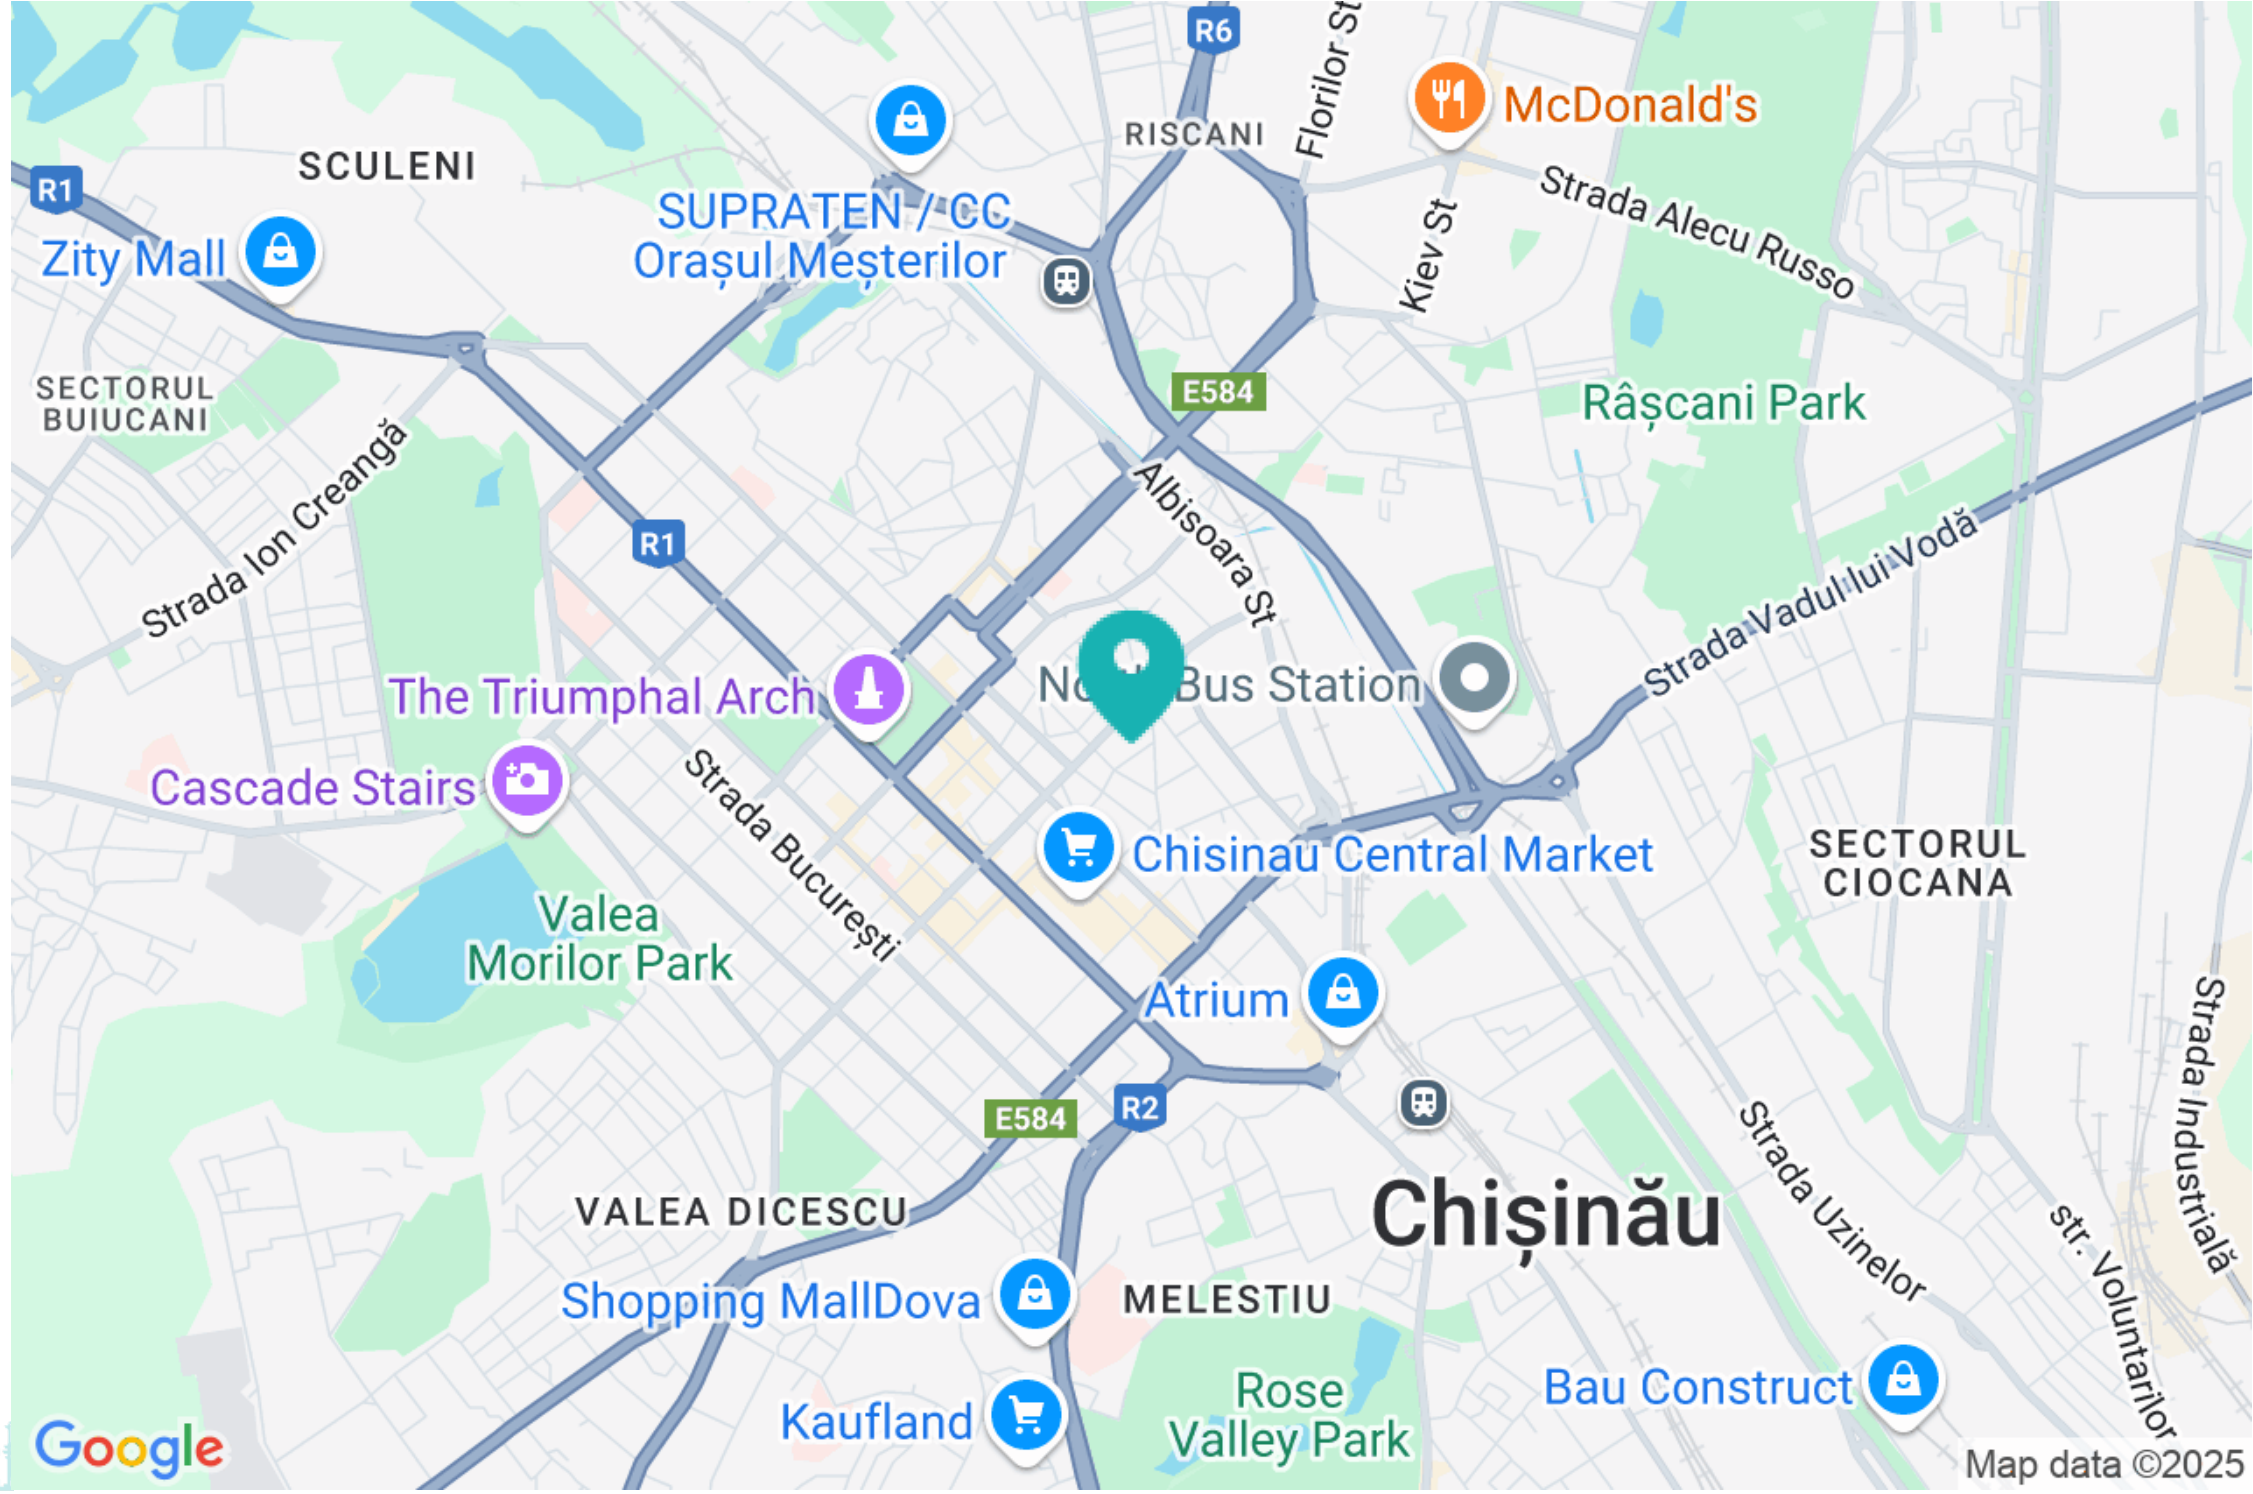 R6
Florilor St
McDonald's
RISCANI
SCULENI
R1
SUPRATEN / CC
Orașul Meșterilor
Zity Mall
Strada Alecu Russo
Kiev St
SECTORUL
BUIUCANI
E584
Râșcani Park
Strada Ion Creangă
Albisoara St
R1
Strada Vadul lui Vodă
Bus Station
The Triumphal Arch
Cascade Stairs
Strada București
Chisinau Central Market
SECTORUL
CIOCANA
Valea
Morilor Park
Atrium
Strada Industrială
E584
R2
Strada Uzinelor
VALEA DICESCU
Chișinău
str. Voluntarilor
Shopping MallDova
MELESTIU
Rose
Valley Park
Bau Construct
Kaufland
Google
Map data ©2025